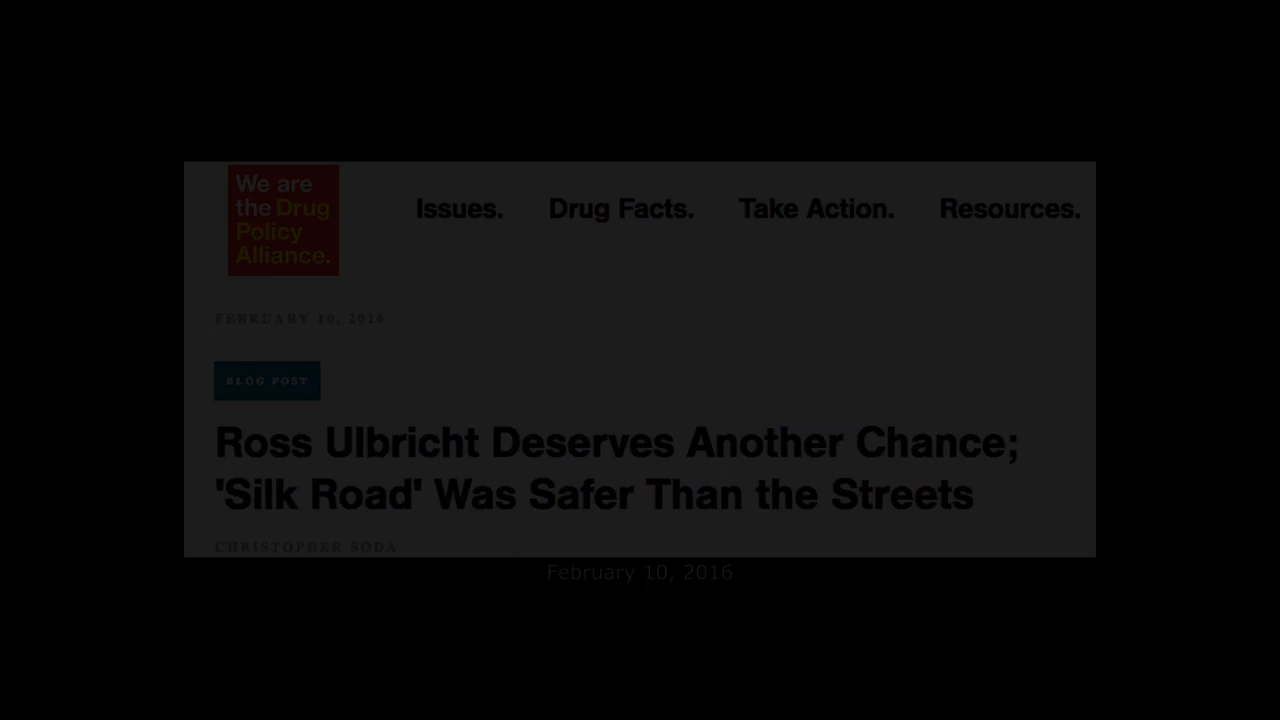 We are
the Drug
Policy
Alliance.
Issues. Drug Facts. Take Action. Resources.
FEBRUARY 10, 2016
BLOG POST
Ross Ulbricht Deserves Another Chance;
'Silk Road' Was Safer Than the Streets
CHRISTOPHER SODA
February 10, 2016